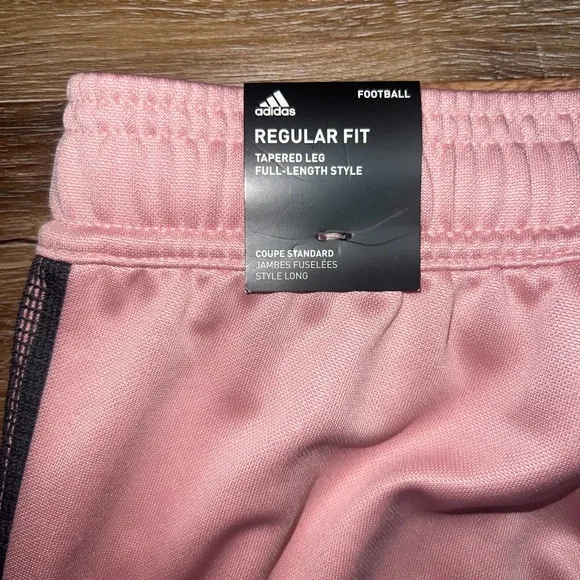 FOOTBALL
adidas
REGULAR FIT
TAPERED LEG
FULL-LENGTH STYLE
COUPE STANDARD
JAMBES FUSELÉES
STYLE LONG